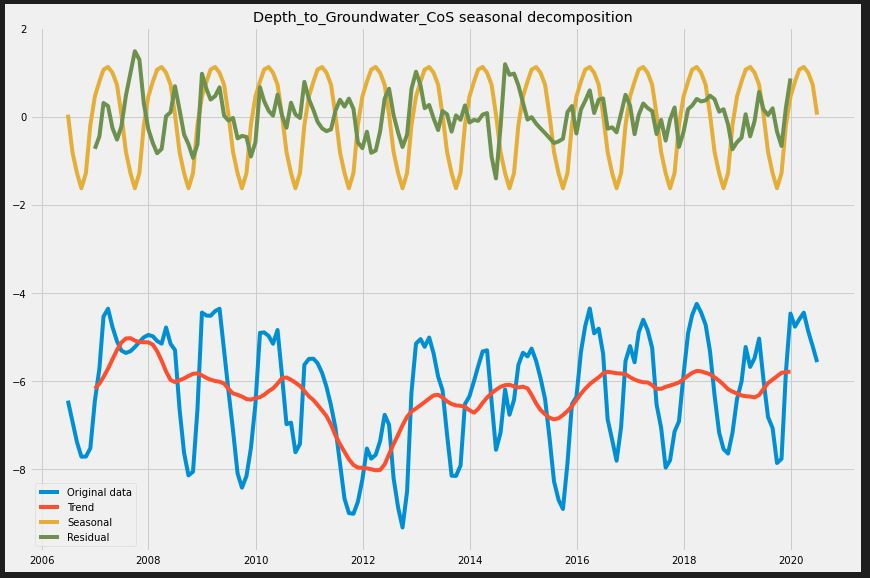 Depth_to_Groundwater_CoS seasonal decomposition
2
0
−2
−4
−6
−8
Original data
Trend
Seasonal
Residual
2006 2008 2010 2012 2014 2016 2018 2020